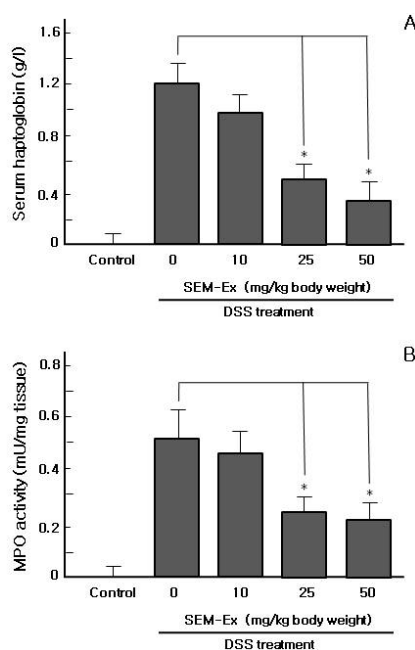 A
Serum haptoglobin (g/l)
1.6
1.2
0.8
0.4
0
* *
Control 0 10 25 50
SEM-Ex (mg/kg body weight)
DSS treatment
B
MPO activity (mU/mg tissue)
0.8
0.6
0.4
0.2
0
* *
Control 0 10 25 50
SEM-Ex (mg/kg body weight)
DSS treatment